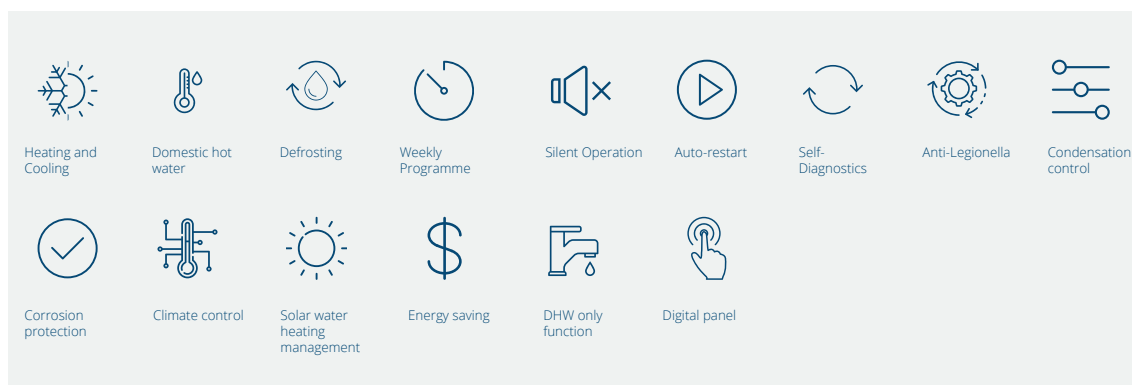 Heating and
Cooling
Domestic hot
water
Defrosting
Weekly
Programme
Silent Operation
Auto-restart
Self-
Diagnostics
Anti-Legionella
Condensation
control
Corrosion
protection
Climate control
Solar water
heating
management
Energy saving
DHW only
function
Digital panel